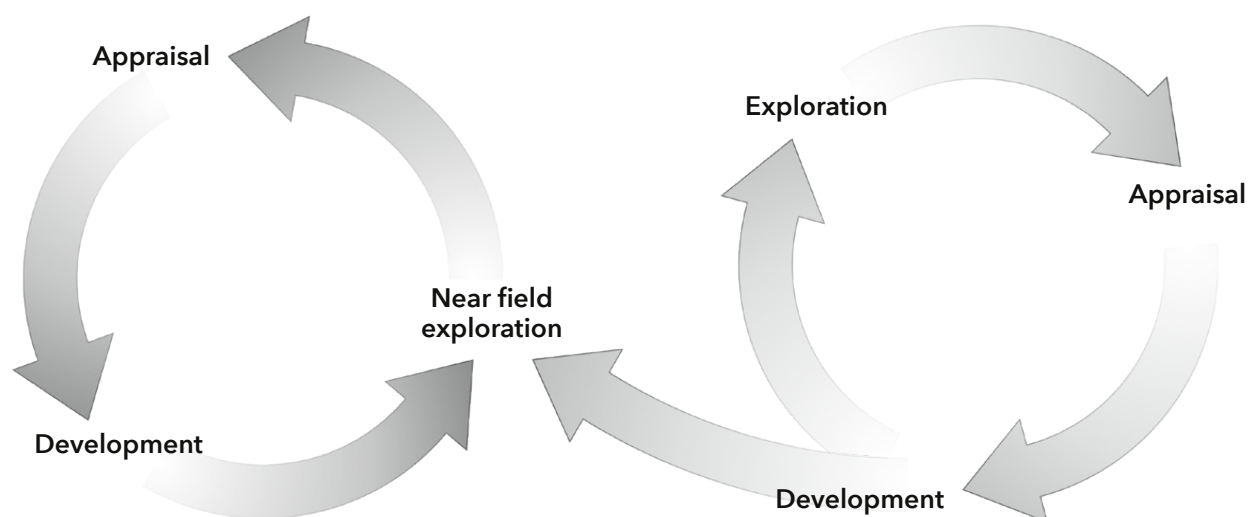 Appraisal
Exploration
Appraisal
Near field
exploration
Development
Development